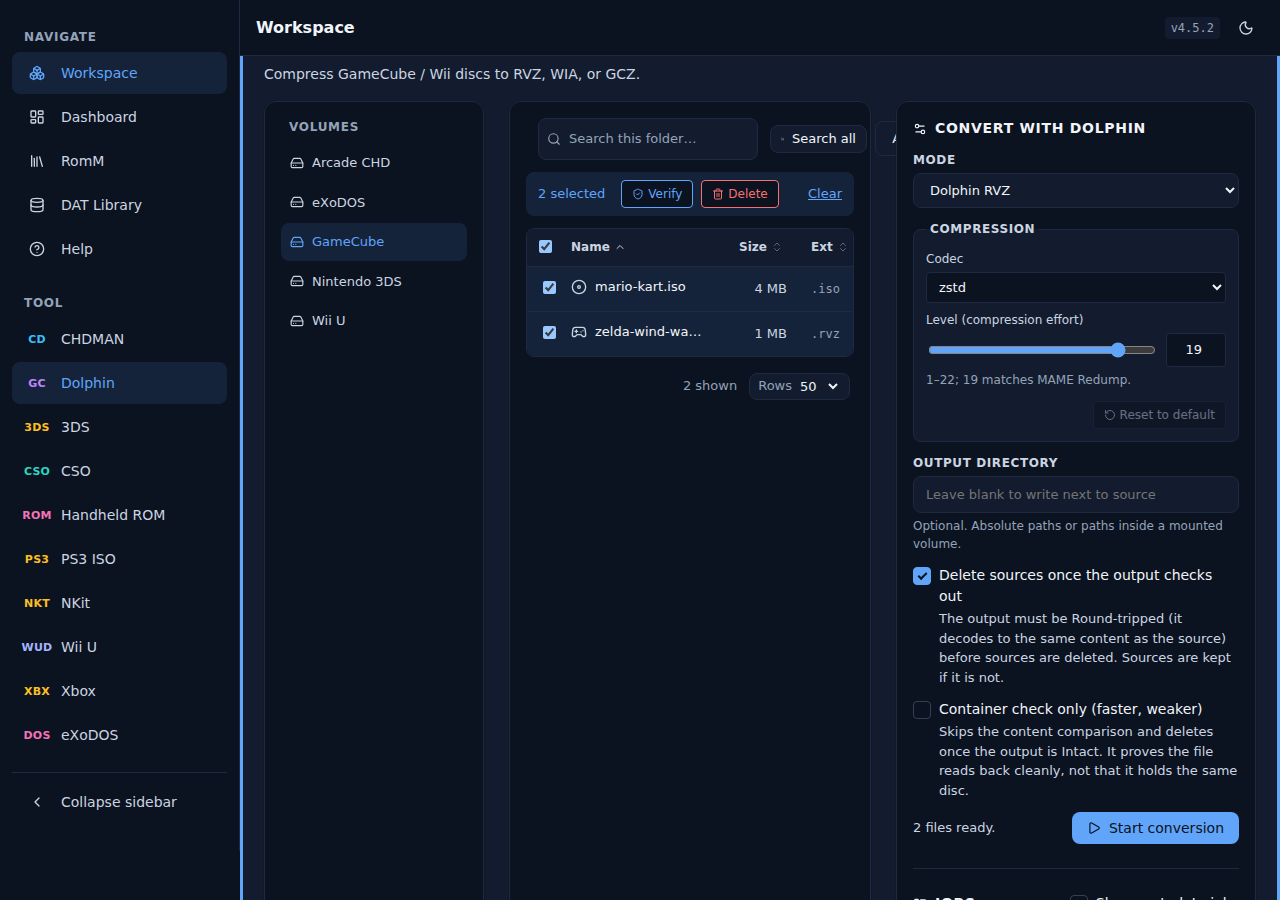 NAVIGATE
Workspace
Dashboard
RomM
DAT Library
Help
TOOL
CD CHDMAN
GC Dolphin
3DS 3DS
CSO CSO
ROM Handheld ROM
PS3 PS3 ISO
NKT NKit
WUD Wii U
XBX Xbox
DOS eXoDOS
Collapse sidebar
Workspace
v4.5.2
Compress GameCube / Wii discs to RVZ, WIA, or GCZ.
VOLUMES
Arcade CHD
eXoDOS
GameCube
Nintendo 3DS
Wii U
Search this folder…
Search all
2 selected
Verify
Delete
Clear
Name
Size
Ext
mario-kart.iso 4 MB .iso
zelda-wind-wa… 1 MB .rvz
2 shown
Rows 50
CONVERT WITH DOLPHIN
MODE
Dolphin RVZ
COMPRESSION
Codec
zstd
Level (compression effort)
19
1–22; 19 matches MAME Redump.
Reset to default
OUTPUT DIRECTORY
Leave blank to write next to source
Optional. Absolute paths or paths inside a mounted
volume.
Delete sources once the output checks
out
The output must be Round-tripped (it
decodes to the same content as the source)
before sources are deleted. Sources are kept
if it is not.
Container check only (faster, weaker)
Skips the content comparison and deletes
once the output is Intact. It proves the file
reads back cleanly, not that it holds the same
disc.
2 files ready.
Start conversion